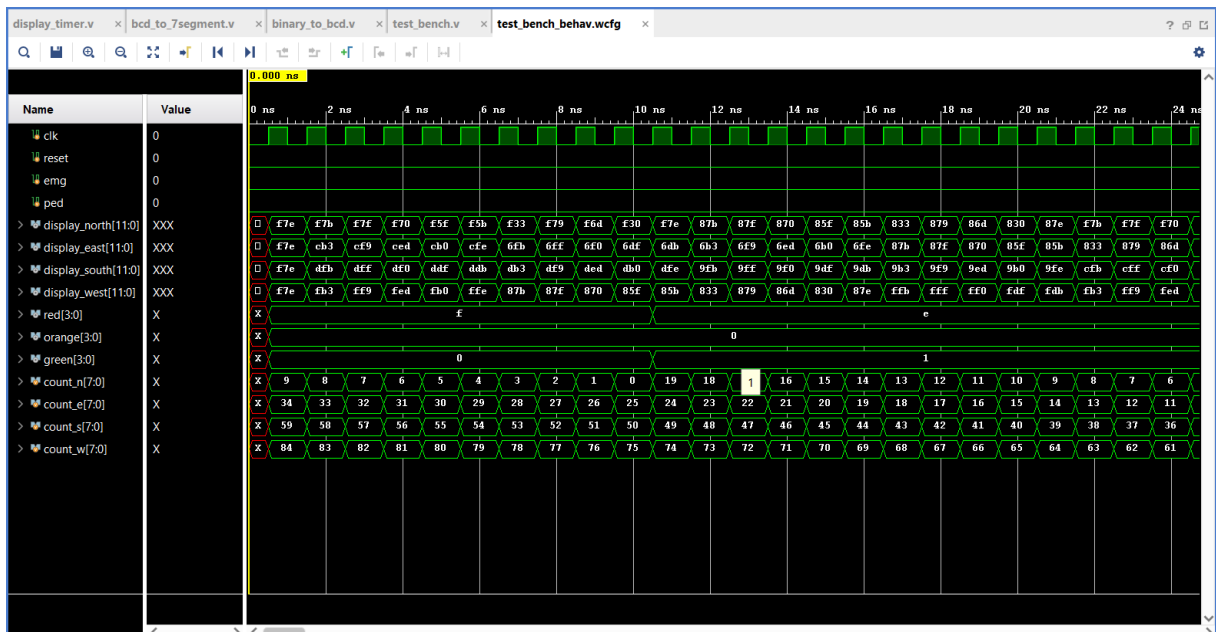 display_timer.v × bcd_to_7segment.v × binary_to_bcd.v × test_bench.v × test_bench_behav.wcfg ×
0.000 ns
Name Value 0 ns 2 ns 4 ns 6 ns 8 ns 10 ns 12 ns 14 ns 16 ns 18 ns 20 ns 22 ns 24 ns
clk 0
reset 0
emg 0
ped 0
display_north[11:0] XXX f7e f7b f7f f70 f5f f5b f33 f79 f6d f30 f7e 87b 87f 870 85f 85b 833 879 86d 830 87e f7b f7f f70
display_east[11:0] XXX f7e cb3 cf9 ced cb0 cfe 6fb 6ff 6f0 6df 6db 6b3 6f9 6ed 6b0 6fe 87b 87f 870 85f 85b 833 879 86d
display_south[11:0] XXX f7e dfb dff df0 ddf ddb db3 df9 ded db0 dfe 9fb 9ff 9f0 9df 9db 9b3 9f9 9ed 9b0 9fe cfb cff cf0
display_west[11:0] XXX f7e fb3 ff9 fed fb0 ffe 87b 87f 870 85f 85b 833 879 86d 830 87e ffb fff ff0 fdf fdb fb3 ff9 fed
red[3:0] X X f e
orange[3:0] X X 0
green[3:0] X X 0 1
count_n[7:0] X X 9 8 7 6 5 4 3 2 1 0 19 18 1 16 15 14 13 12 11 10 9 8 7 6
count_e[7:0] X X 34 33 32 31 30 29 28 27 26 25 24 23 22 21 20 19 18 17 16 15 14 13 12 11
count_s[7:0] X X 59 58 57 56 55 54 53 52 51 50 49 48 47 46 45 44 43 42 41 40 39 38 37 36
count_w[7:0] X X 84 83 82 81 80 79 78 77 76 75 74 73 72 71 70 69 68 67 66 65 64 63 62 61